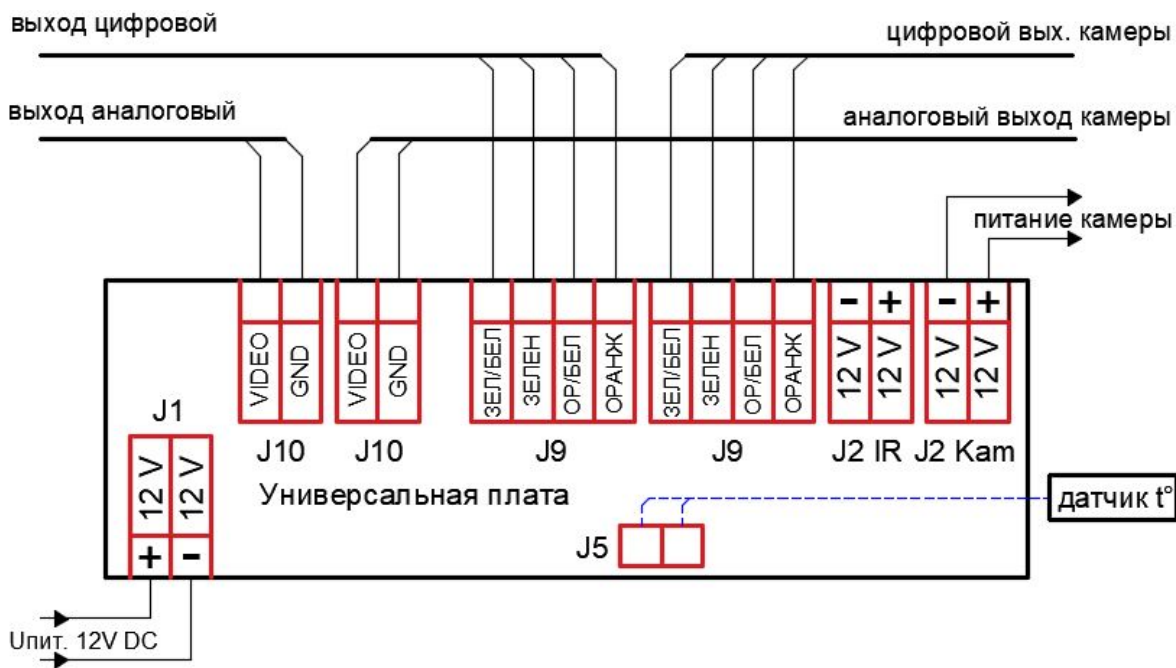 выход цифровой
цифровой вых. камеры
выход аналоговый
аналоговый выход камеры
питание камеры
VIDEO
GND
VIDEO
GND
ЗЕЛ/БЕЛ
ЗЕЛЕН
ОР/БЕЛ
ОРАНЖ
ЗЕЛ/БЕЛ
ЗЕЛЕН
ОР/БЕЛ
ОРАНЖ
- 12 V
+ 12 V
- 12 V
+ 12 V
J10
J10
J9
J9
J2 IR
J2 Kam
J1
12 V +
12 V -
Универсальная плата
J5
датчик t°
Uпит. 12V DC